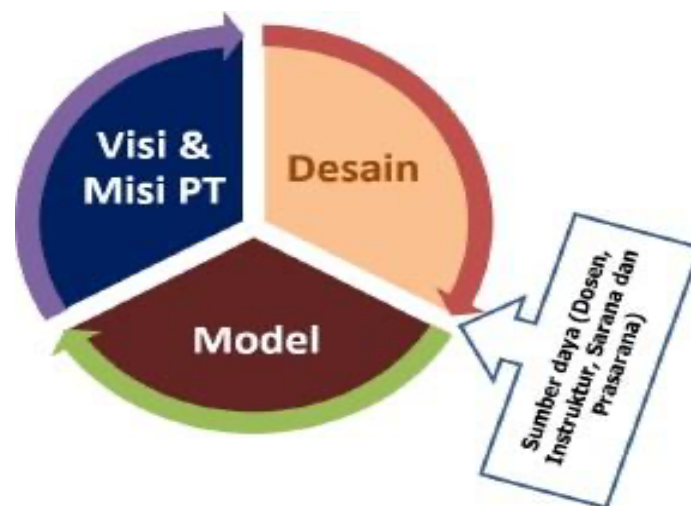 Visi &
Misi PT
Desain
Model
Sumber daya (Dosen,
Instruktur, Sarana dan
Prasarana)